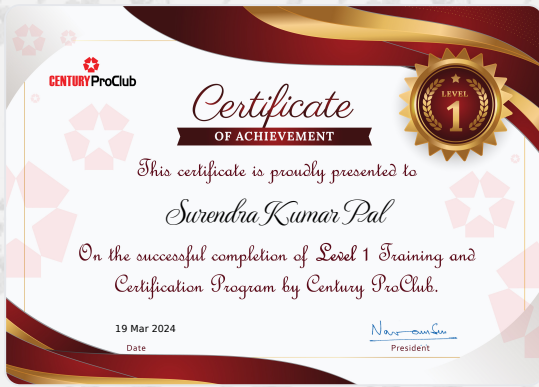 CENTURY ProClub
Certificate
OF ACHIEVEMENT
LEVEL
1
This certificate is proudly presented to
Surendra Kumar Pal
On the successful completion of Level 1 Training and
Certification Program by Century ProClub.
19 Mar 2024
Date
President